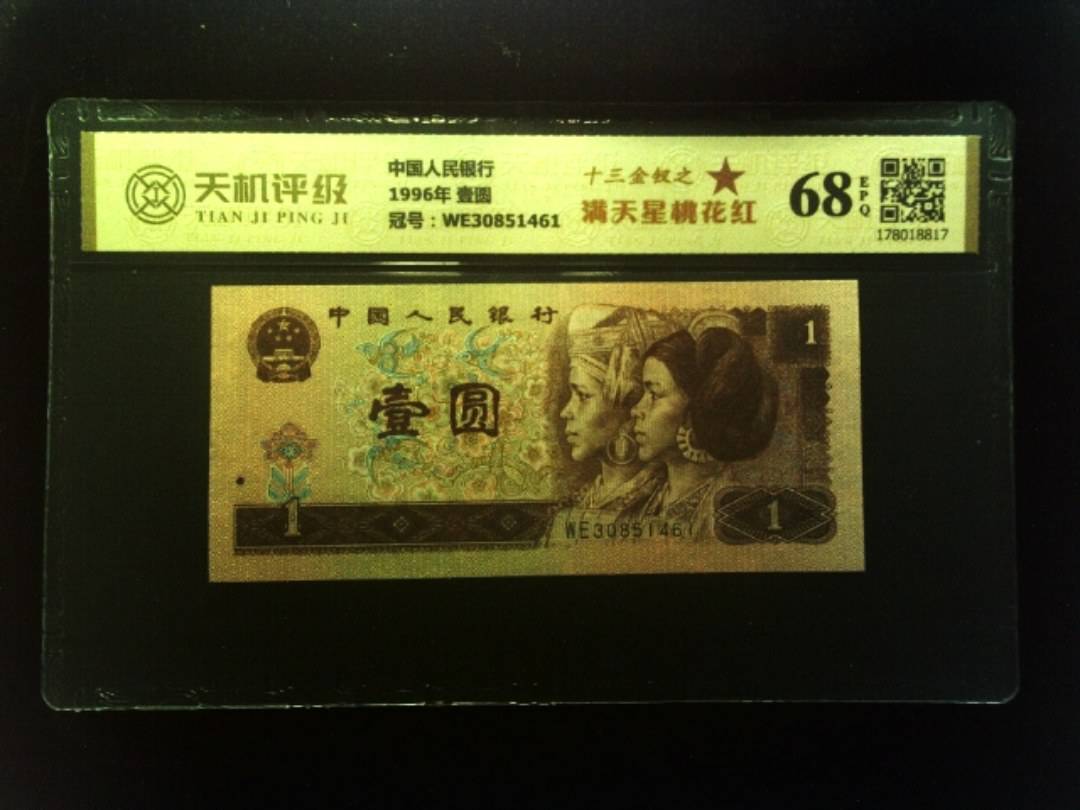 天机评级
TIAN JI PING JI
中国人民银行
1996年 壹圆
冠号：WE30851461
十三金钗之
满天星桃花红
68
EPQ
178018817
中國人民银行
1
壹圆
1
WE30851461
1